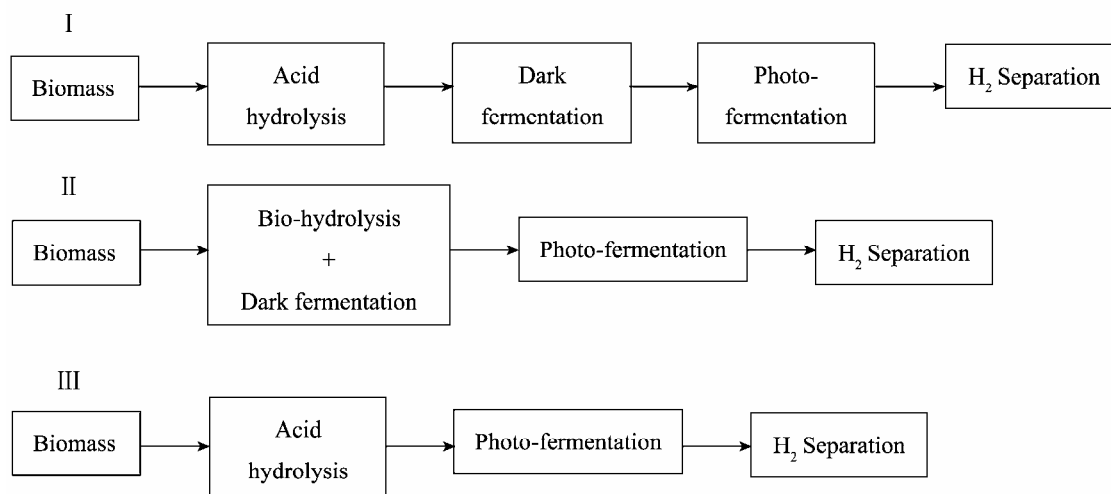 I
Biomass
Acid
hydrolysis
Dark
fermentation
Photo-
fermentation
H₂ Separation
II
Biomass
Bio-hydrolysis
+
Dark fermentation
Photo-fermentation
H₂ Separation
III
Biomass
Acid
hydrolysis
Photo-fermentation
H₂ Separation